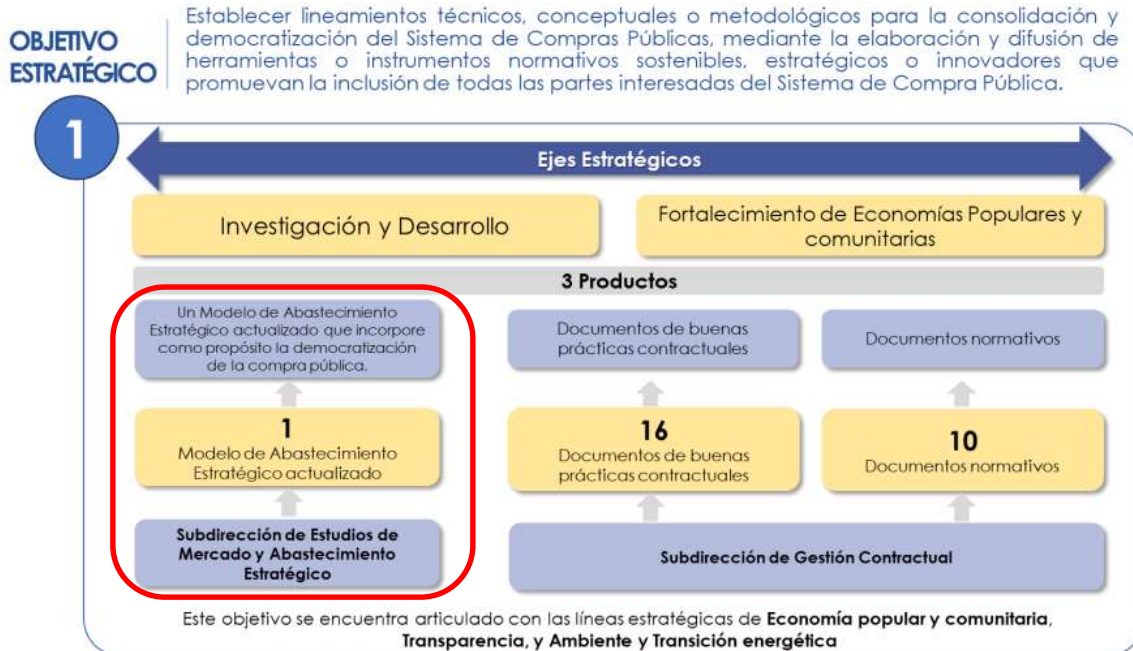 OBJETIVO
ESTRATÉGICO
Establecer lineamientos técnicos, conceptuales o metodológicos para la consolidación y
democratización del Sistema de Compras Públicas, mediante la elaboración y difusión de
herramientas o instrumentos normativos sostenibles, estratégicos o innovadores que
promuevan la inclusión de todas las partes interesadas del Sistema de Compra Pública.
1
Ejes Estratégicos
Investigación y Desarrollo
Fortalecimiento de Economías Populares y
comunitarias
3 Productos
Un Modelo de Abastecimiento
Estratégico actualizado que incorpore
como propósito la democratización
de la compra pública.
Documentos de buenas
prácticas contractuales
Documentos normativos
1
Modelo de Abastecimiento
Estratégico actualizado
16
Documentos de buenas
prácticas contractuales
10
Documentos normativos
Subdirección de Estudios de
Mercado y Abastecimiento
Estratégico
Subdirección de Gestión Contractual
Este objetivo se encuentra articulado con las líneas estratégicas de Economía popular y comunitaria,
Transparencia, y Ambiente y Transición energética